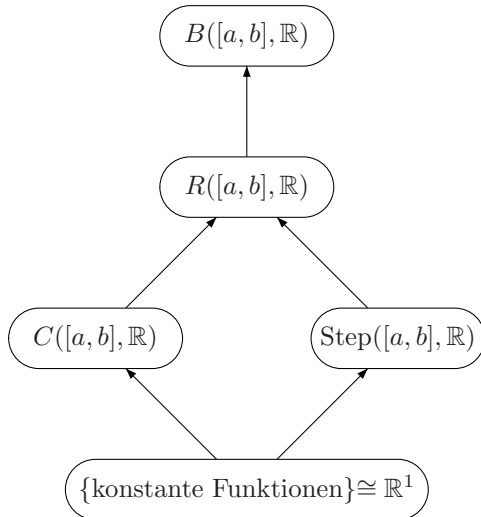 B([a, b], ℝ)
R([a, b], ℝ)
C([a, b], ℝ)
Step([a, b], ℝ)
{konstante Funktionen}≅ ℝ¹